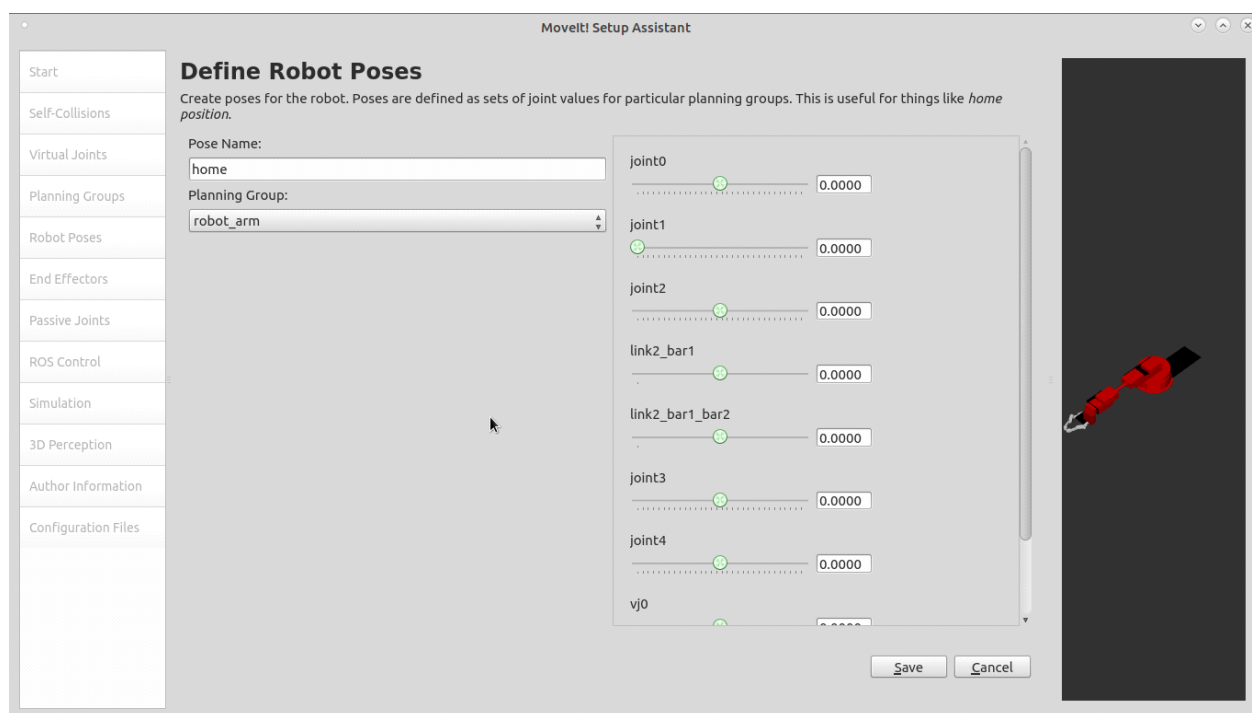 MoveIt! Setup Assistant
Start
Self-Collisions
Virtual Joints
Planning Groups
Robot Poses
End Effectors
Passive Joints
ROS Control
Simulation
3D Perception
Author Information
Configuration Files
Define Robot Poses
Create poses for the robot. Poses are defined as sets of joint values for particular planning groups. This is useful for things like home
position.
Pose Name:
home
Planning Group:
robot_arm
joint0
0.0000
joint1
0.0000
joint2
0.0000
link2_bar1
0.0000
link2_bar1_bar2
0.0000
joint3
0.0000
joint4
0.0000
vj0
Save
Cancel